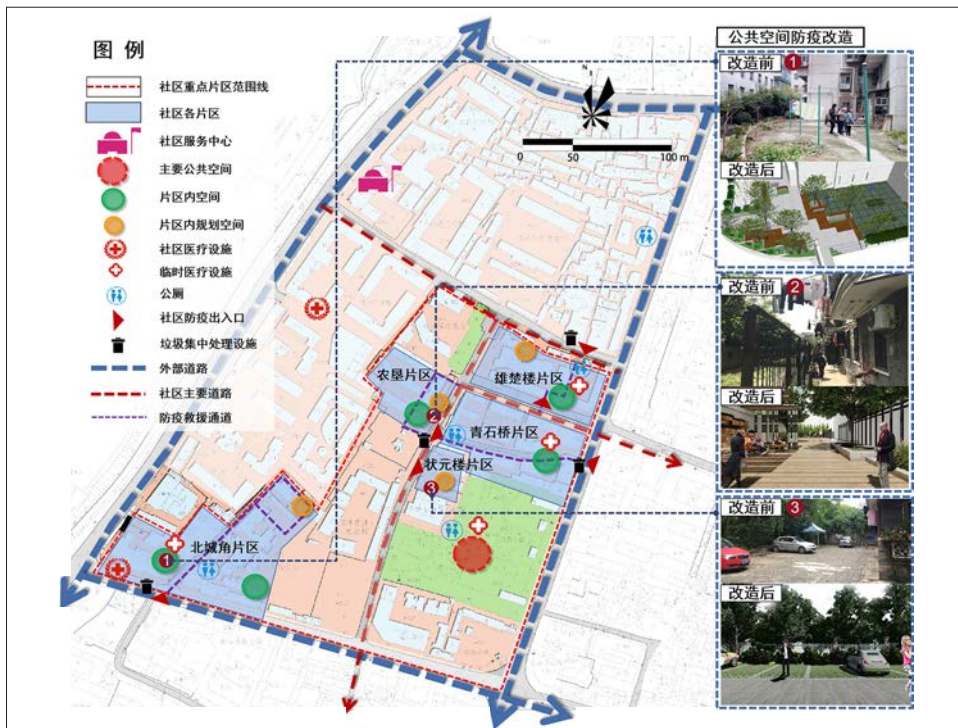 图 例
社区重点片区范围线
社区各片区
社区服务中心
主要公共空间
片区内空间
片区内规划空间
社区医疗设施
临时医疗设施
公厕
社区防疫出入口
垃圾集中处理设施
外部道路
社区主要道路
防疫救援通道
N
0 50 100 m
农垦片区
雄楚楼片区
2
青石桥片区
状元楼片区
3
北城角片区
1
公共空间防疫改造
改造前 1
改造后
改造前 2
改造后
改造前 3
改造后